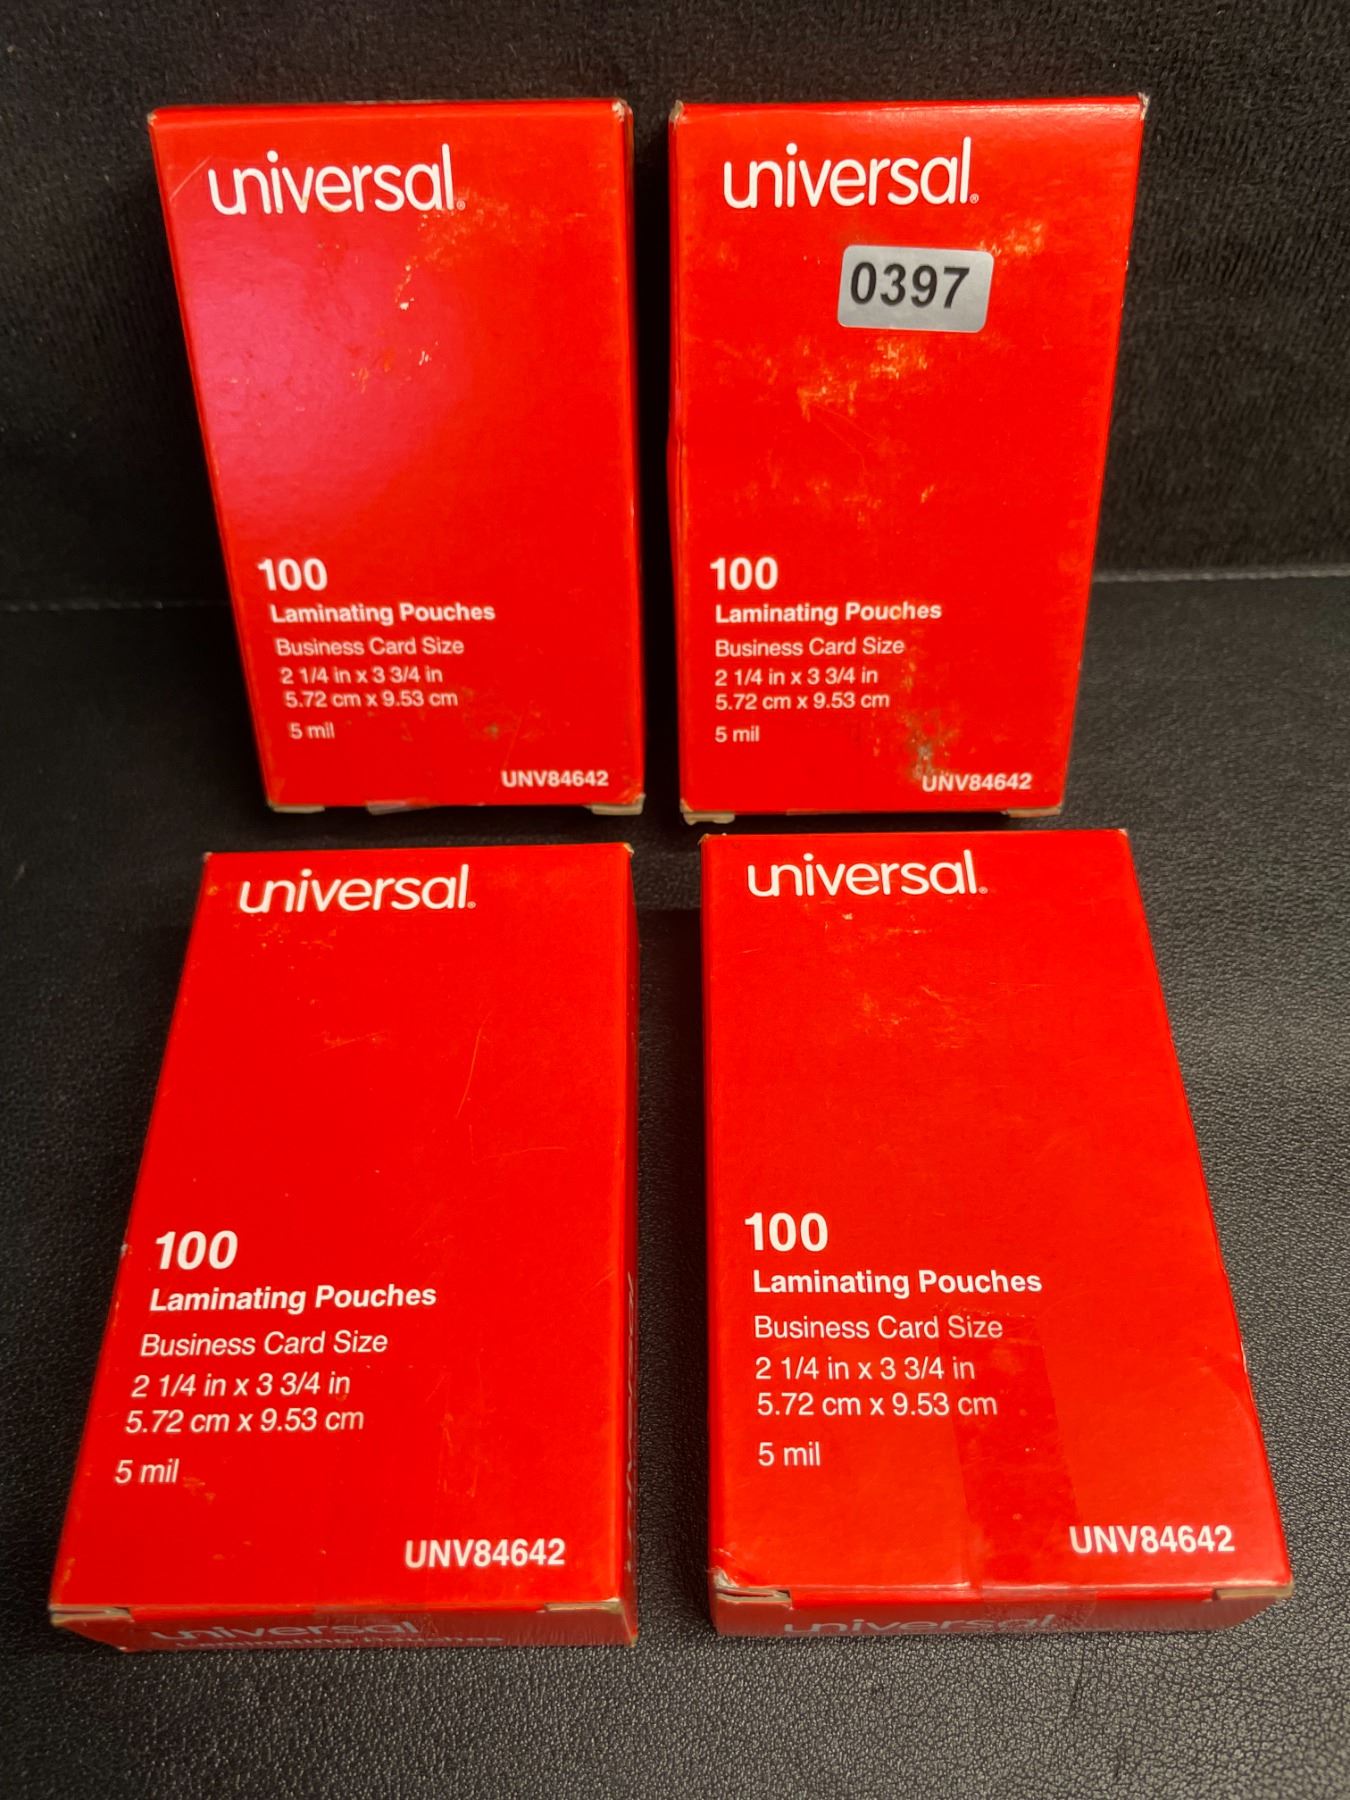 universal®
100
Laminating Pouches
Business Card Size
2 1/4 in x 3 3/4 in
5.72 cm x 9.53 cm
5 mil
UNV84642
universal®
0397
100
Laminating Pouches
Business Card Size
2 1/4 in x 3 3/4 in
5.72 cm x 9.53 cm
5 mil
UNV84642
universal®
100
Laminating Pouches
Business Card Size
2 1/4 in x 3 3/4 in
5.72 cm x 9.53 cm
5 mil
UNV84642
universal
Laminating Pouches
universal®
100
Laminating Pouches
Business Card Size
2 1/4 in x 3 3/4 in
5.72 cm x 9.53 cm
5 mil
UNV84642
universal